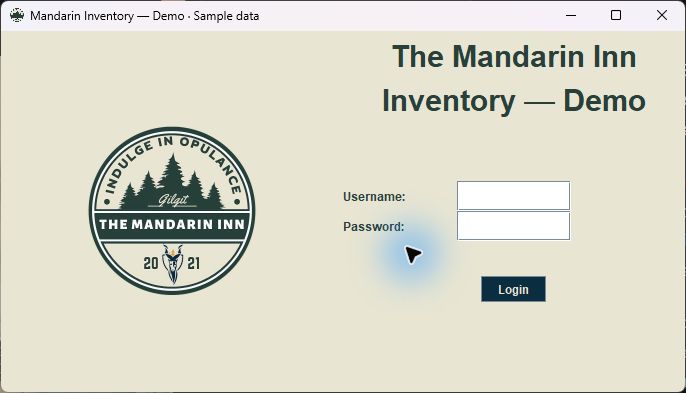 Mandarin Inventory — Demo · Sample data
The Mandarin Inn
Inventory — Demo
INDULGE IN OPULANCE
Gilgit
THE MANDARIN INN
20 21
Username:
Password:
Login